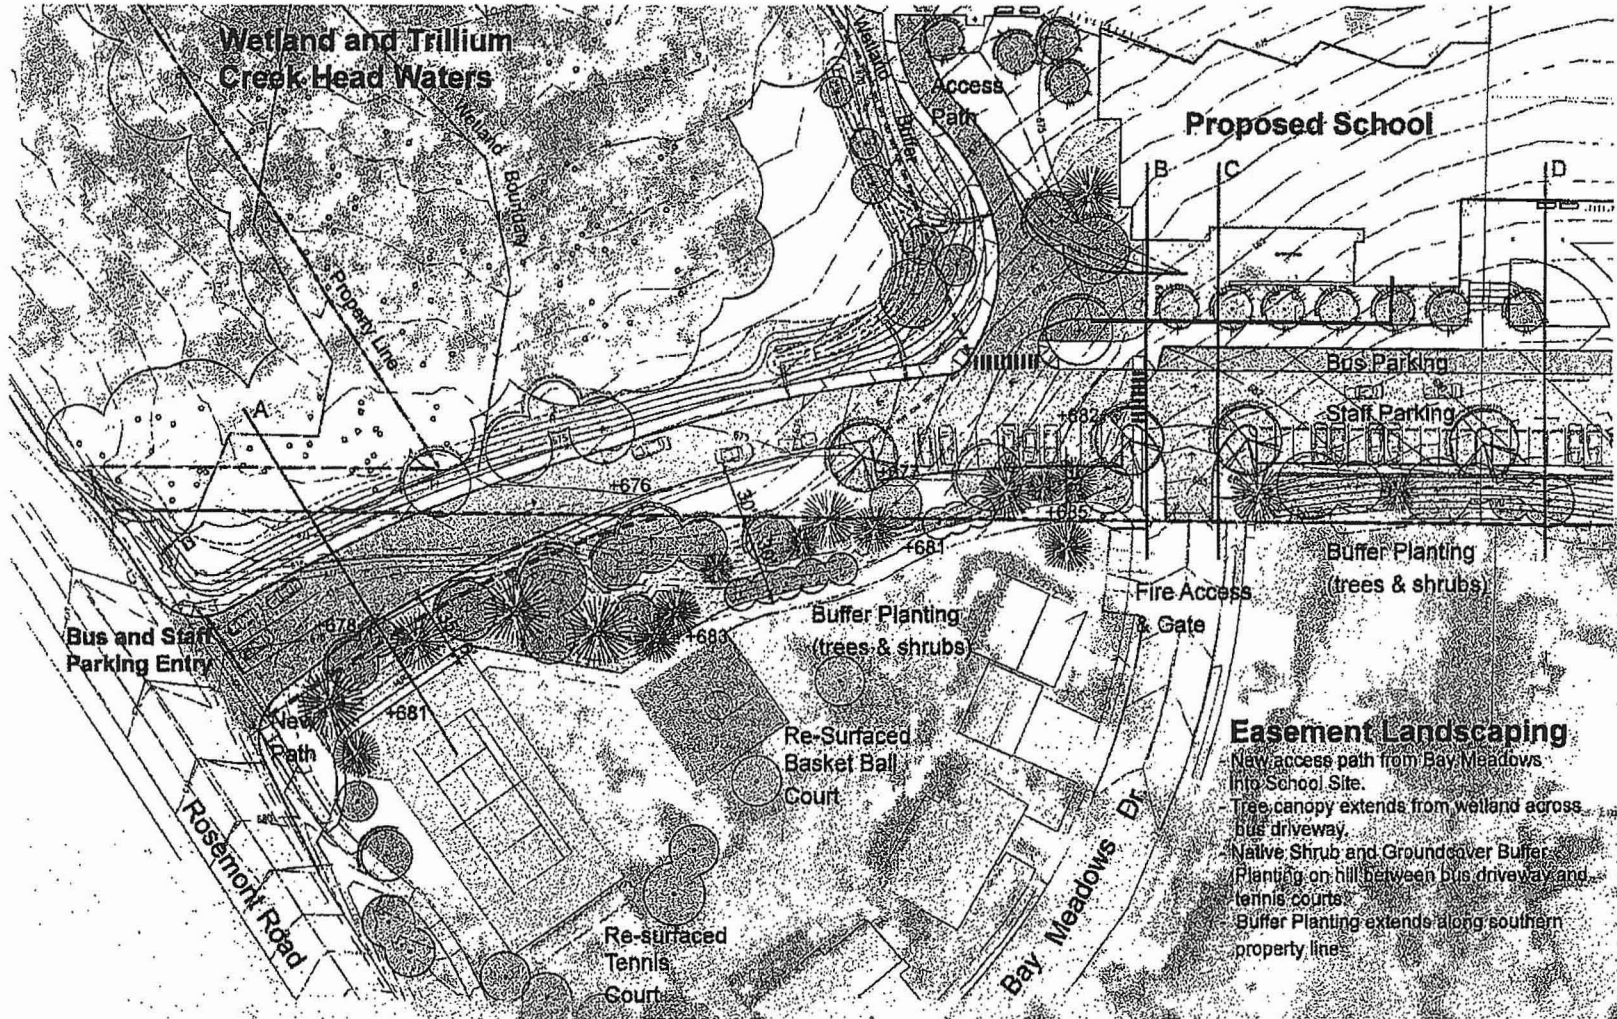 Wetland and Trillium
Creek Head Waters
Wetland
Boundary
Property Line
Wetland
Buffer
Access
Path
Proposed School
A
B
C
D
Bus Parking
Staff Parking
+682
+677
+676
30'
+685
+681
675
675
Buffer Planting
(trees & shrubs)
Fire Access
& Gate
Buffer Planting
(trees & shrubs)
Bus and Staff
Parking Entry
+678
+683
+681
New
Path
Re-Surfaced
Basket Ball
Court
Rosemont Road
Re-surfaced
Tennis
Court
Bay Meadows Dr
Easement Landscaping
- New access path from Bay Meadows
into School Site.
- Tree canopy extends from wetland across
bus driveway.
- Native Shrub and Groundcover Buffer
Planting on hill between bus driveway and
tennis courts
- Buffer Planting extends along southern
property line